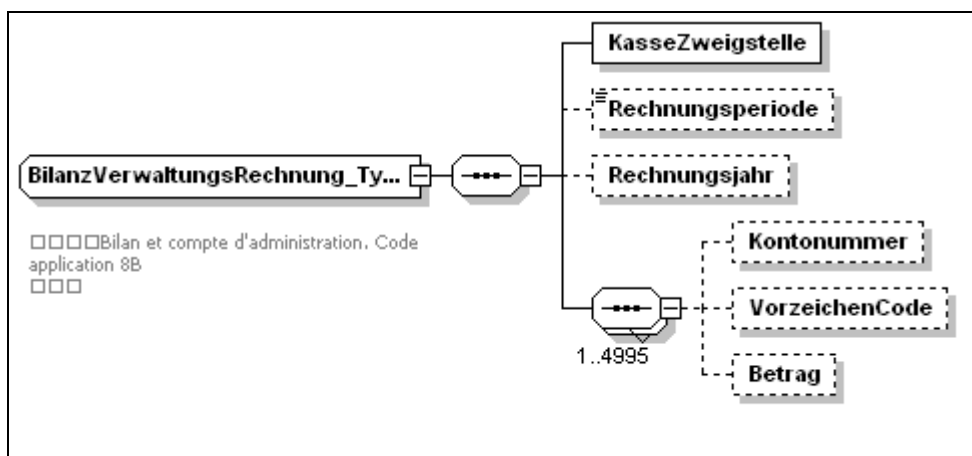 KasseZweigstelle
Rechnungsperiode
BilanzVerwaltungsRechnung_Ty...
Rechnungsjahr
□□□□Bilan et compte d'administration. Code
application 8B
□□□
Kontonummer
VorzeichenCode
1..4995
Betrag